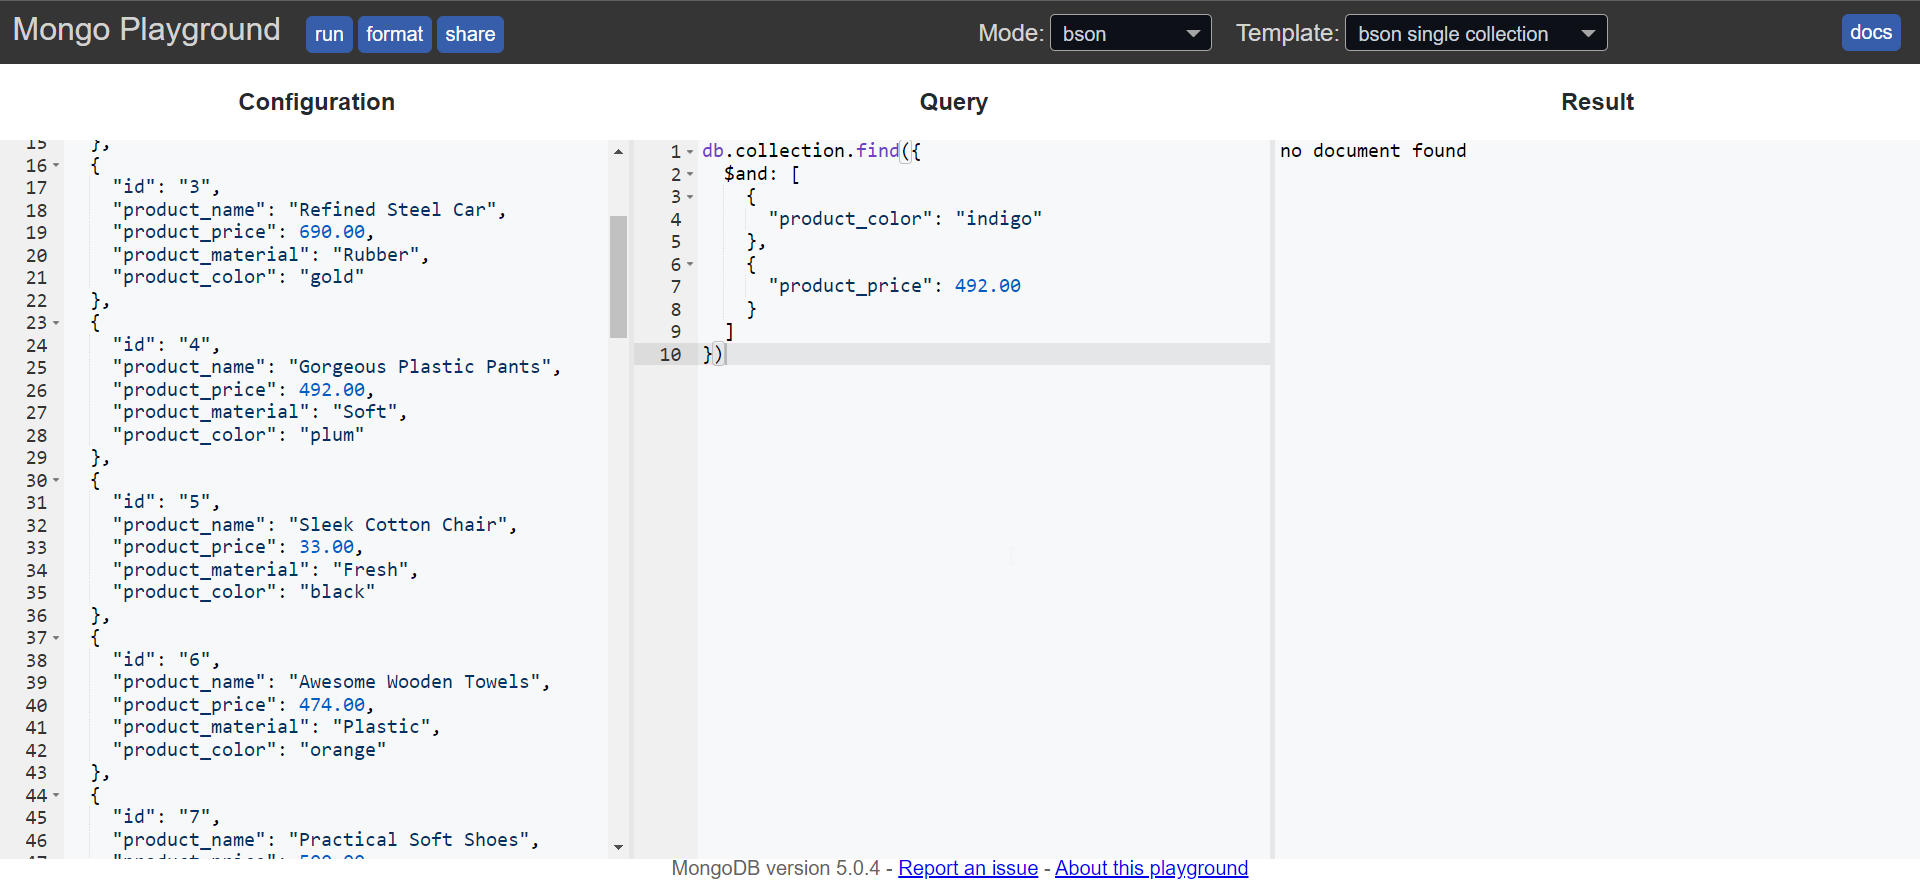 Mongo Playground run format share Mode: bson Template: bson single collection docs
Configuration Query Result
15 },
16 {
17 "id": "3",
18 "product_name": "Refined Steel Car",
19 "product_price": 690.00,
20 "product_material": "Rubber",
21 "product_color": "gold"
22 },
23 {
24 "id": "4",
25 "product_name": "Gorgeous Plastic Pants",
26 "product_price": 492.00,
27 "product_material": "Soft",
28 "product_color": "plum"
29 },
30 {
31 "id": "5",
32 "product_name": "Sleek Cotton Chair",
33 "product_price": 33.00,
34 "product_material": "Fresh",
35 "product_color": "black"
36 },
37 {
38 "id": "6",
39 "product_name": "Awesome Wooden Towels",
40 "product_price": 474.00,
41 "product_material": "Plastic",
42 "product_color": "orange"
43 },
44 {
45 "id": "7",
46 "product_name": "Practical Soft Shoes",
1 db.collection.find({
2 $and: [
3 {
4 "product_color": "indigo"
5 },
6 {
7 "product_price": 492.00
8 }
9 ]
10 })
no document found
MongoDB version 5.0.4 - Report an issue - About this playground